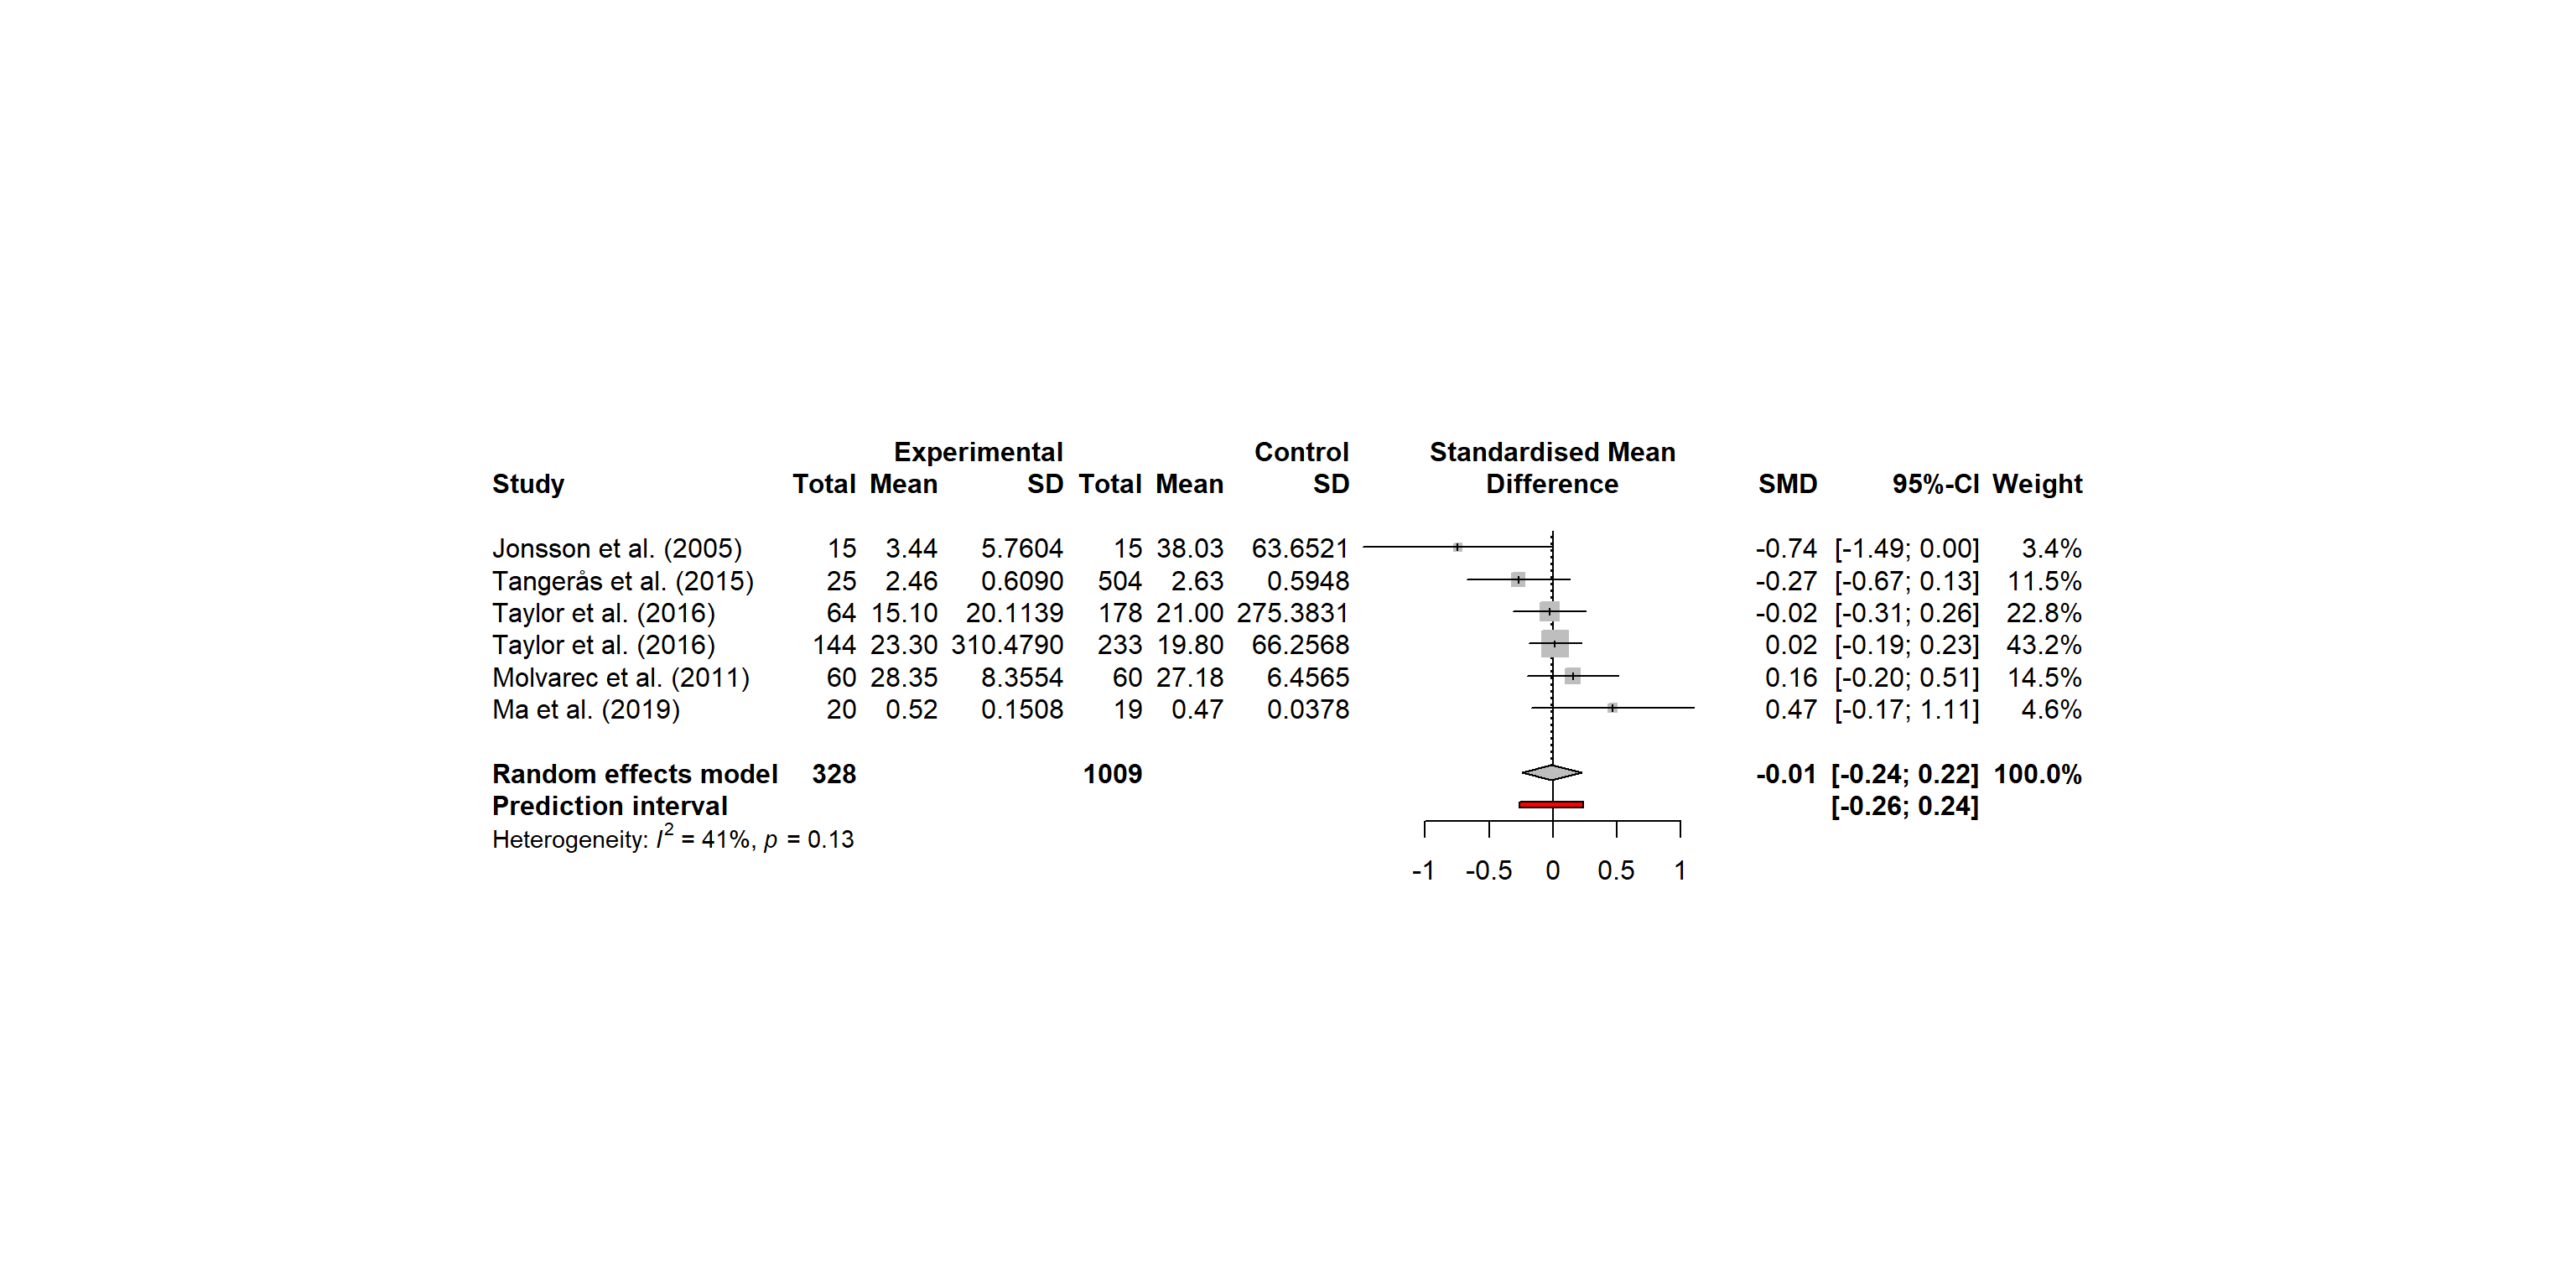 Experimental Control Standardised Mean
Study Total Mean SD Total Mean SD Difference SMD 95%-CI Weight
Jonsson et al. (2005) 15 3.44 5.7604 15 38.03 63.6521 -0.74 [-1.49; 0.00] 3.4%
Tangerås et al. (2015) 25 2.46 0.6090 504 2.63 0.5948 -0.27 [-0.67; 0.13] 11.5%
Taylor et al. (2016) 64 15.10 20.1139 178 21.00 275.3831 -0.02 [-0.31; 0.26] 22.8%
Taylor et al. (2016) 144 23.30 310.4790 233 19.80 66.2568 0.02 [-0.19; 0.23] 43.2%
Molvarec et al. (2011) 60 28.35 8.3554 60 27.18 6.4565 0.16 [-0.20; 0.51] 14.5%
Ma et al. (2019) 20 0.52 0.1508 19 0.47 0.0378 0.47 [-0.17; 1.11] 4.6%
Random effects model 328 1009 -0.01 [-0.24; 0.22] 100.0%
Prediction interval [-0.26; 0.24]
Heterogeneity: I² = 41%, p = 0.13
-1 -0.5 0 0.5 1